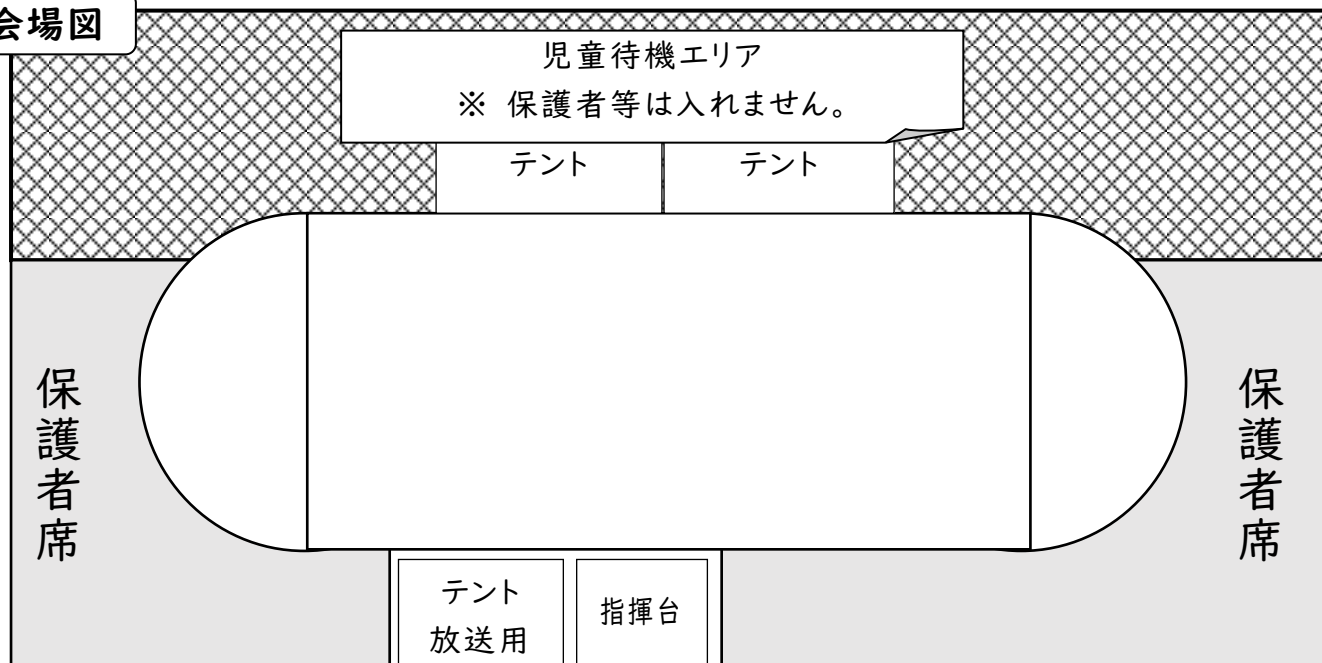 会場図
児童待機エリア
※ 保護者等は入れません。
テント
テント
保護者席
保護者席
テント
放送用
指揮台